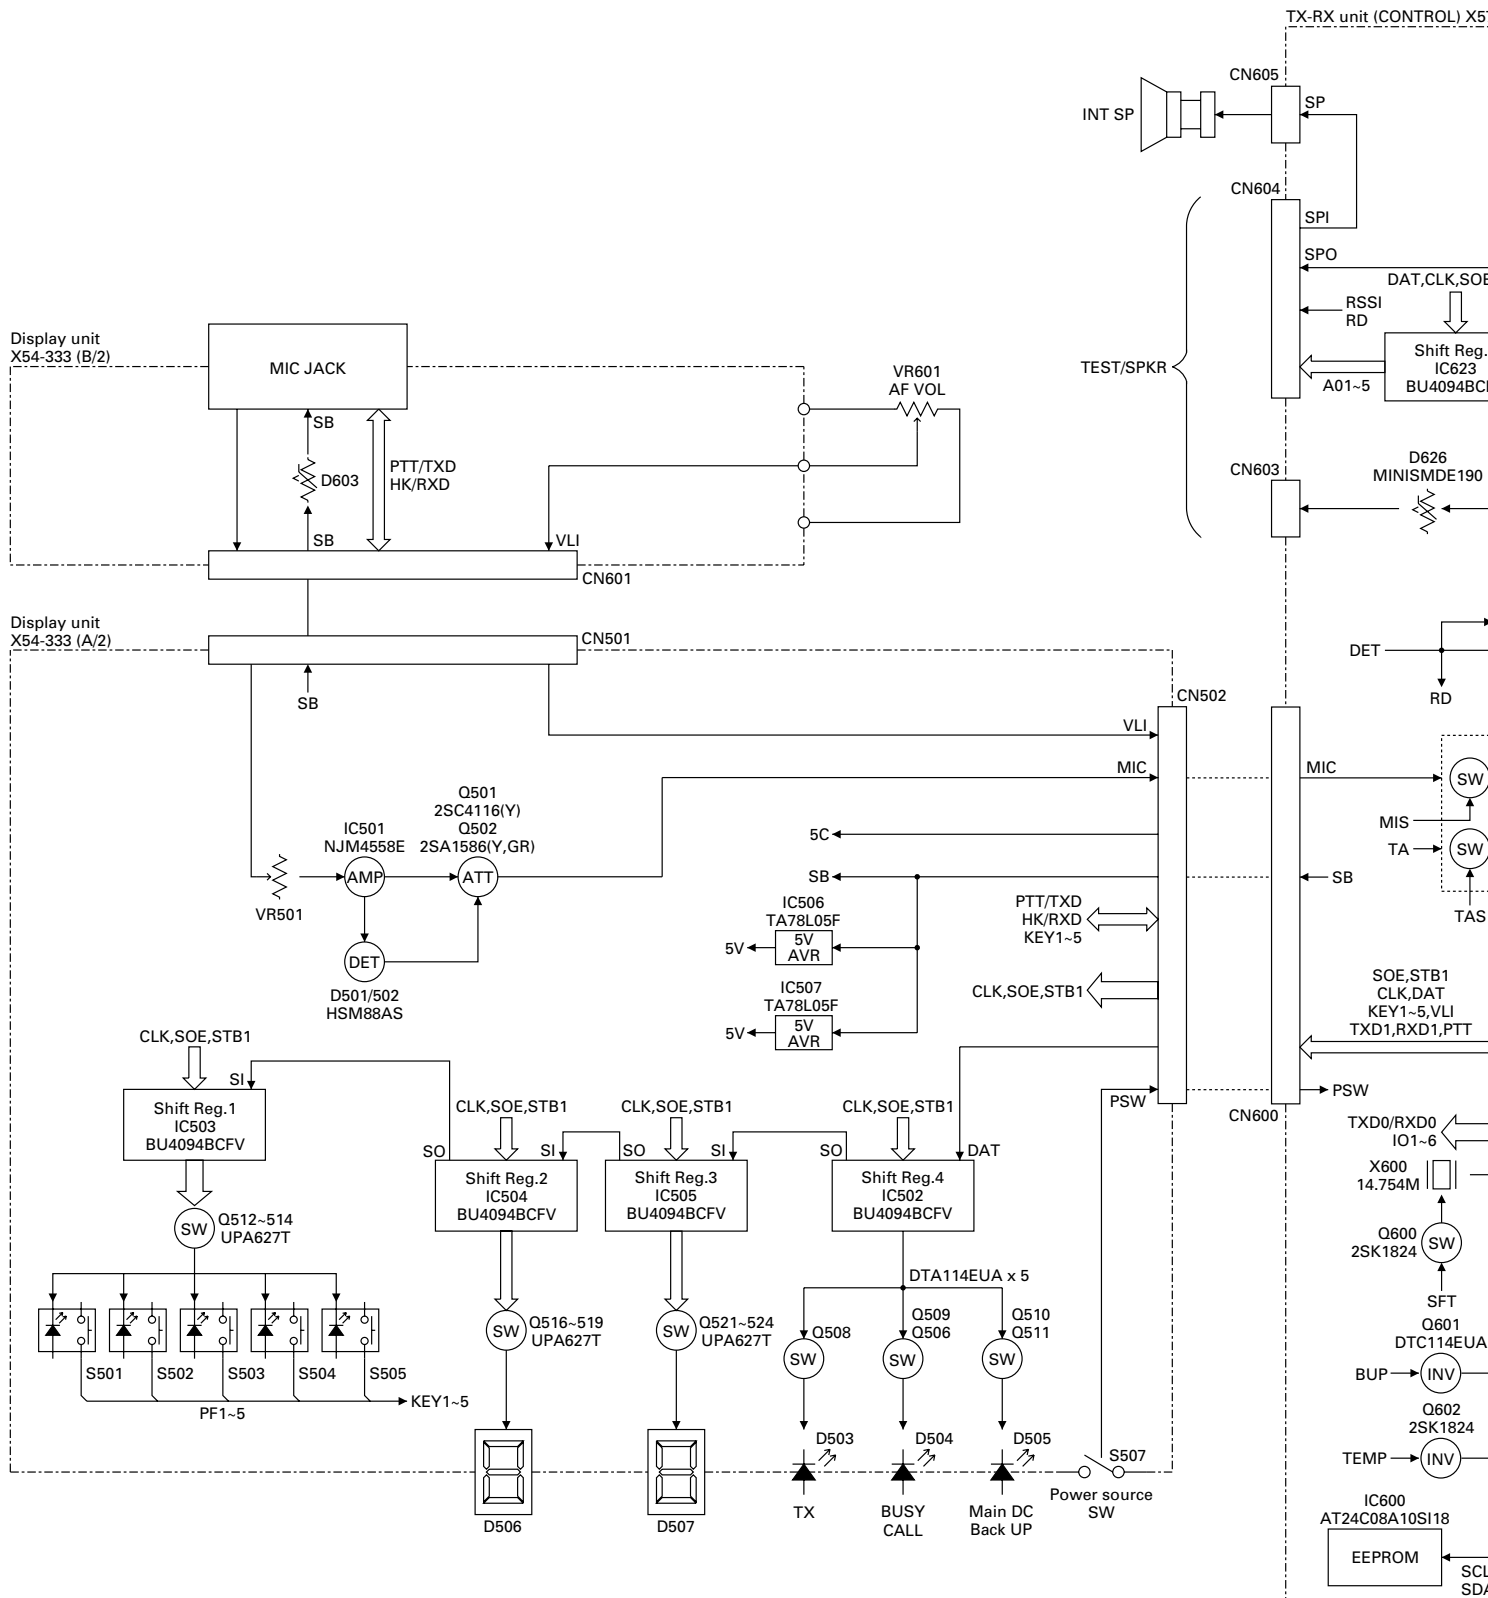 TX-RX unit (CONTROL) X5
CN605
SP
INT SP
CN604
SPI
SPO
DAT,CLK,SOE
RSSI
RD
Shift Reg.
IC623
BU4094BC
A01~5
TEST/SPKR
CN603
D626
MINISMDE190
Display unit
X54-333 (B/2)
MIC JACK
SB
D603
PTT/TXD
HK/RXD
SB
VLI
CN601
VR601
AF VOL
Display unit
X54-333 (A/2)
CN501
SB
DET
RD
CN502
VLI
MIC
MIC
SW
MIS
TA
SW
TAS
Q501
2SC4116(Y)
Q502
2SA1586(Y,GR)
IC501
NJM4558E
AMP
ATT
VR501
DET
D501/502
HSM88AS
5C
SB
SB
IC506
TA78L05F
5V
5V
AVR
IC507
TA78L05F
5V
5V
AVR
PTT/TXD
HK/RXD
KEY1~5
CLK,SOE,STB1
SOE,STB1
CLK,DAT
KEY1~5,VLI
TXD1,RXD1,PTT
PSW
PSW
CN600
CLK,SOE,STB1
SI
Shift Reg.1
IC503
BU4094BCFV
CLK,SOE,STB1
SO
SI
Shift Reg.2
IC504
BU4094BCFV
CLK,SOE,STB1
SO
SI
Shift Reg.3
IC505
BU4094BCFV
CLK,SOE,STB1
SO
DAT
Shift Reg.4
IC502
BU4094BCFV
TXD0/RXD0
IO1~6
X600
14.754M
Q600
2SK1824
SW
SFT
Q601
DTC114EUA
BUP
INV
Q602
2SK1824
TEMP
INV
IC600
AT24C08A10SI18
EEPROM
SCL
SDA
SW
Q512~514
UPA627T
S501
S502
S503
S504
S505
PF1~5
KEY1~5
SW
Q516~519
UPA627T
D506
SW
Q521~524
UPA627T
D507
DTA114EUA x 5
Q508
SW
Q509
Q506
SW
Q510
Q511
SW
D503
TX
D504
BUSY
CALL
D505
Main DC
Back UP
S507
Power source
SW